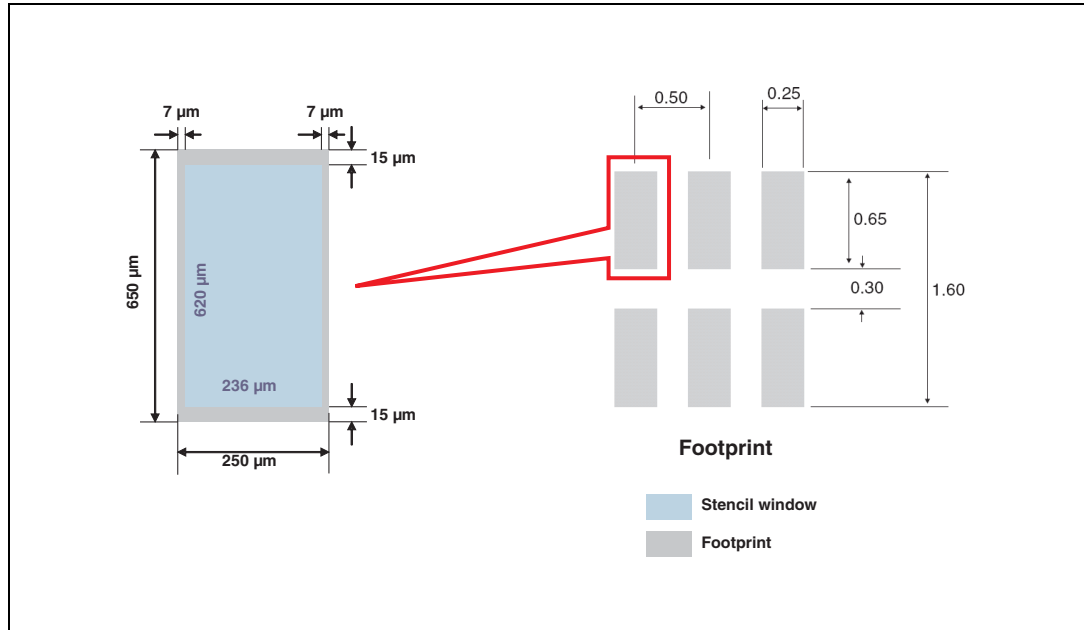 7 µm
7 µm
15 µm
650 µm
620 µm
236 µm
15 µm
250 µm
0.50
0.25
0.65
0.30
1.60
Footprint
Stencil window
Footprint